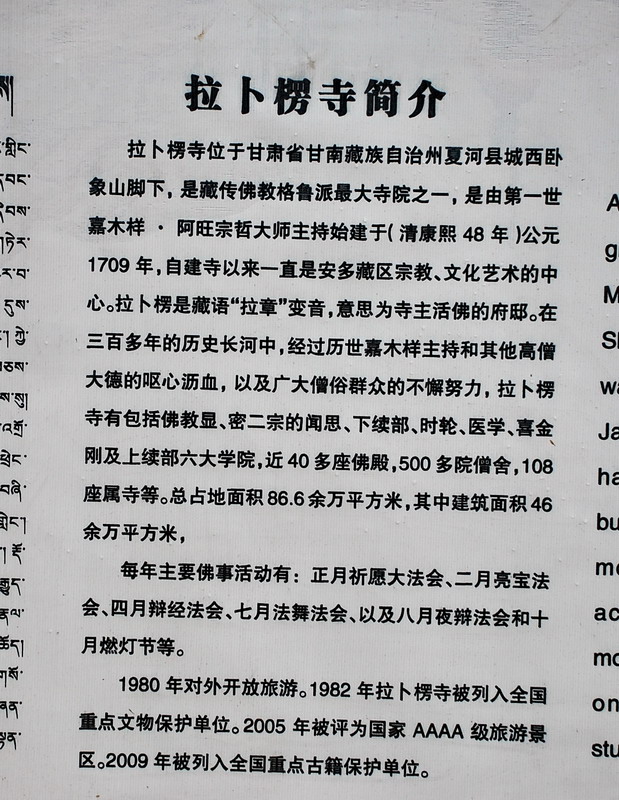 拉卜楞寺简介
拉卜楞寺位于甘肃省甘南藏族自治州夏河县城西卧
象山脚下，是藏传佛教格鲁派最大寺院之一，是由第一世
嘉木样 · 阿旺宗哲大师主持始建于( 清康熙 48 年 )公元
1709 年，自建寺以来一直是安多藏区宗教、文化艺术的中
心。拉卜楞是藏语“拉章”变音，意思为寺主活佛的府邸。在
三百多年的历史长河中，经过历世嘉木样主持和其他高僧
大德的呕心沥血，以及广大僧俗群众的不懈努力，拉卜楞
寺有包括佛教显、密二宗的闻思、下续部、时轮、医学、喜金
刚及上续部六大学院，近 40 多座佛殿，500 多院僧舍，108
座属寺等。总占地面积 86.6 余万平方米，其中建筑面积 46
余万平方米，
每年主要佛事活动有：正月祈愿大法会、二月亮宝法
会、四月辩经法会、七月法舞法会、以及八月夜辩法会和十
月燃灯节等。
1980 年对外开放旅游。1982 年拉卜楞寺被列入全国
重点文物保护单位。2005 年被评为国家 AAAA 级旅游景
区。2009 年被列入全国重点古籍保护单位。